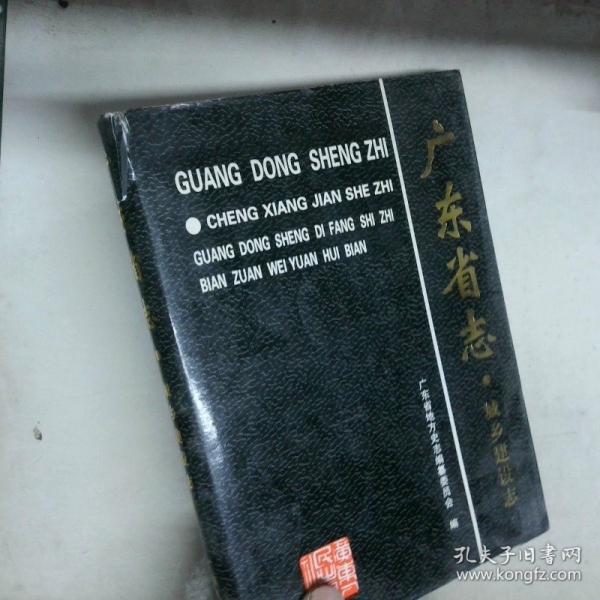 GUANG DONG SHENG ZHI
● CHENG XIANG JIAN SHE ZHI
GUANG DONG SHENG DI FANG SHI ZHI
BIAN ZUAN WEI YUAN HUI BIAN
广东省志·城乡建设志
广东省地方史志编纂委员会 编
孔夫子旧书网
www.kongfz.com